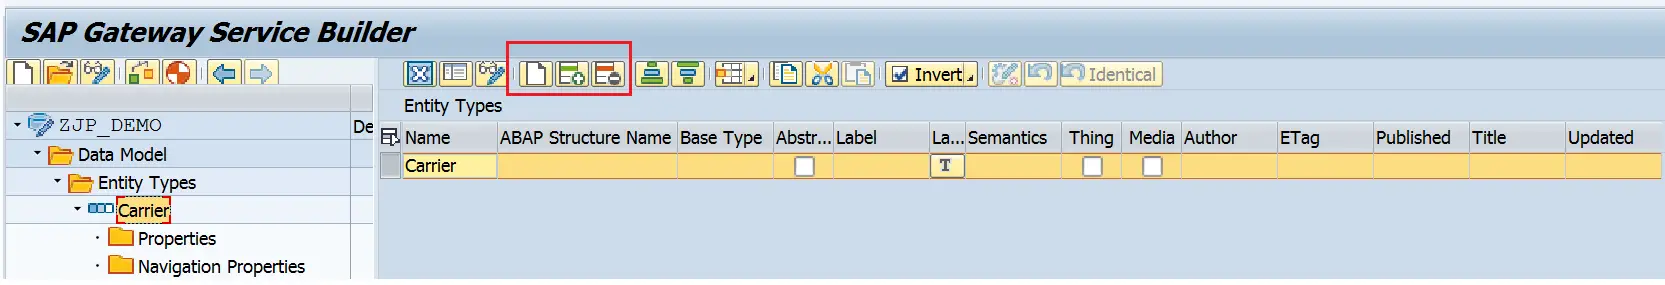 SAP Gateway Service Builder
Invert
Identical
Entity Types
ZJP_DEMO
De
Name ABAP Structure Name Base Type Abstr... Label La... Semantics Thing Media Author ETag Published Title Updated
Data Model
Carrier T
Entity Types
Carrier
Properties
Navigation Properties